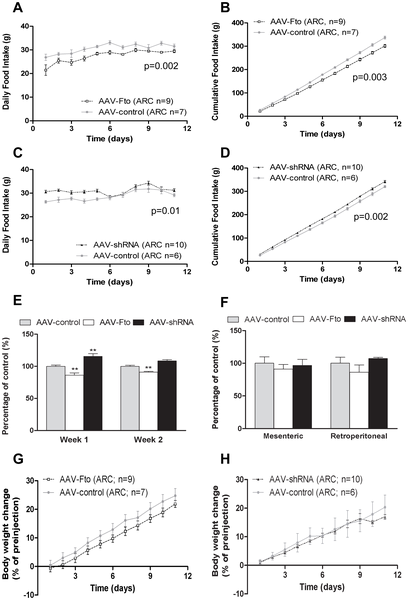 A
Daily Food Intake (g)
40
30
20
10
0
p=0.002
AAV-Fto (ARC n=9)
AAV-control (ARC n=7)
0 3 6 9 12
Time (days)
B
AAV-Fto (ARC, n=9)
AAV-control (ARC, n=7)
Cumulative Food Intake (g)
400
300
200
100
0
p=0.003
0 3 6 9 12
Time (days)
C
Daily Food Intake (g)
50
40
30
20
10
0
p=0.01
AAV-shRNA (ARC n=10)
AAV-control (ARC n=6)
0 3 6 9 12
Time (days)
D
AAV-shRNA (ARC, n=10)
AAV-control (ARC, n=6)
Cumulative Food Intake (g)
400
300
200
100
0
p=0.002
0 3 6 9 12
Time (days)
E
AAV-control AAV-Fto AAV-shRNA
Percentage of control (%)
150
100
50
0
** ** **
Week 1 Week 2
F
AAV-control AAV-Fto AAV-shRNA
Percentage of control (%)
150
100
50
0
Mesenteric Retroperitoneal
G
AAV-Fto (ARC; n=9)
AAV-control (ARC; n=7)
Body weight change
(% of preinjection)
30
20
10
0
0 3 6 9 12
Time (days)
H
AAV-shRNA (ARC; n=10)
AAV-control (ARC; n=6)
Body weight change
(% of preinjection)
30
20
10
0
0 3 6 9 12
Time (days)